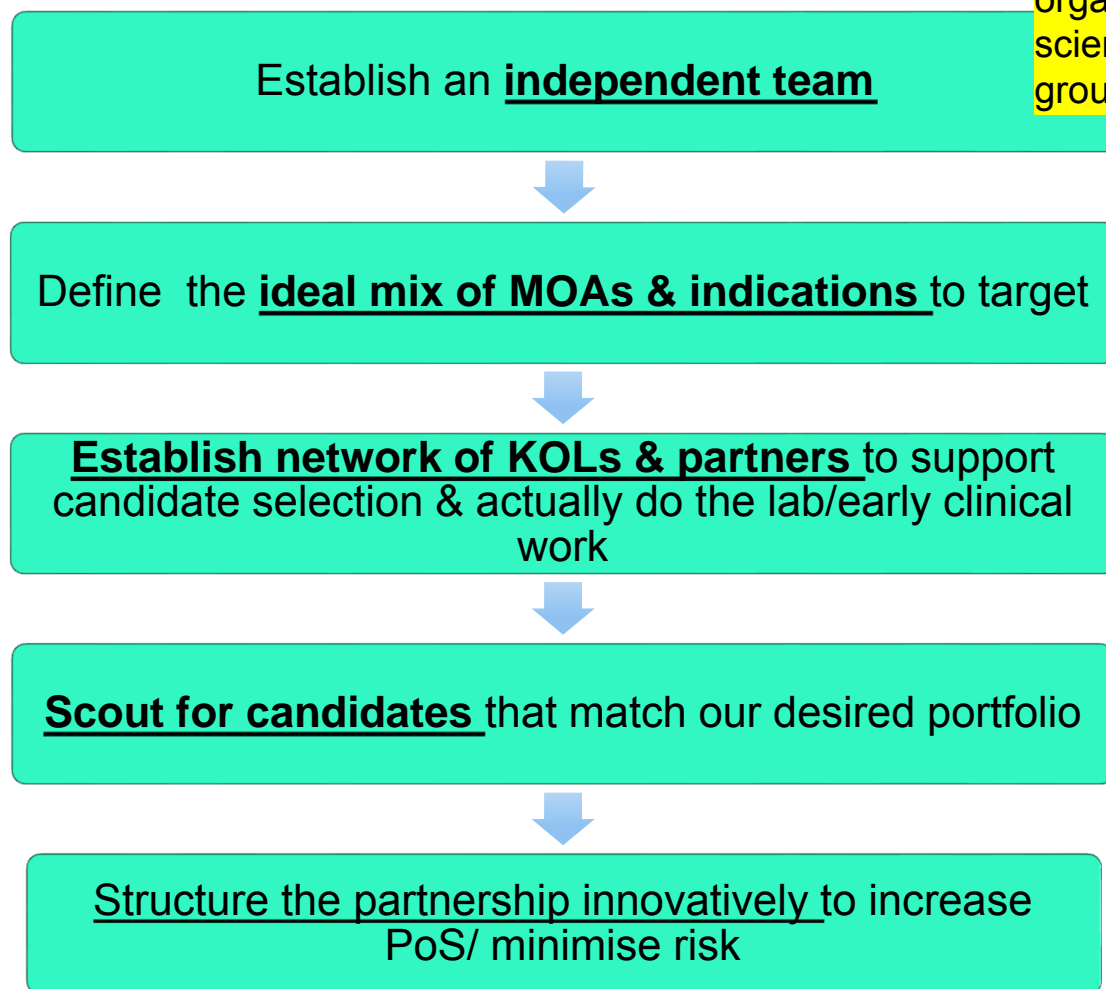 Establish an independent team
Define the ideal mix of MOAs & indications to target
Establish network of KOLs & partners to support
candidate selection & actually do the lab/early clinical
work
Scout for candidates that match our desired portfolio
Structure the partnership innovatively to increase
PoS/ minimise risk